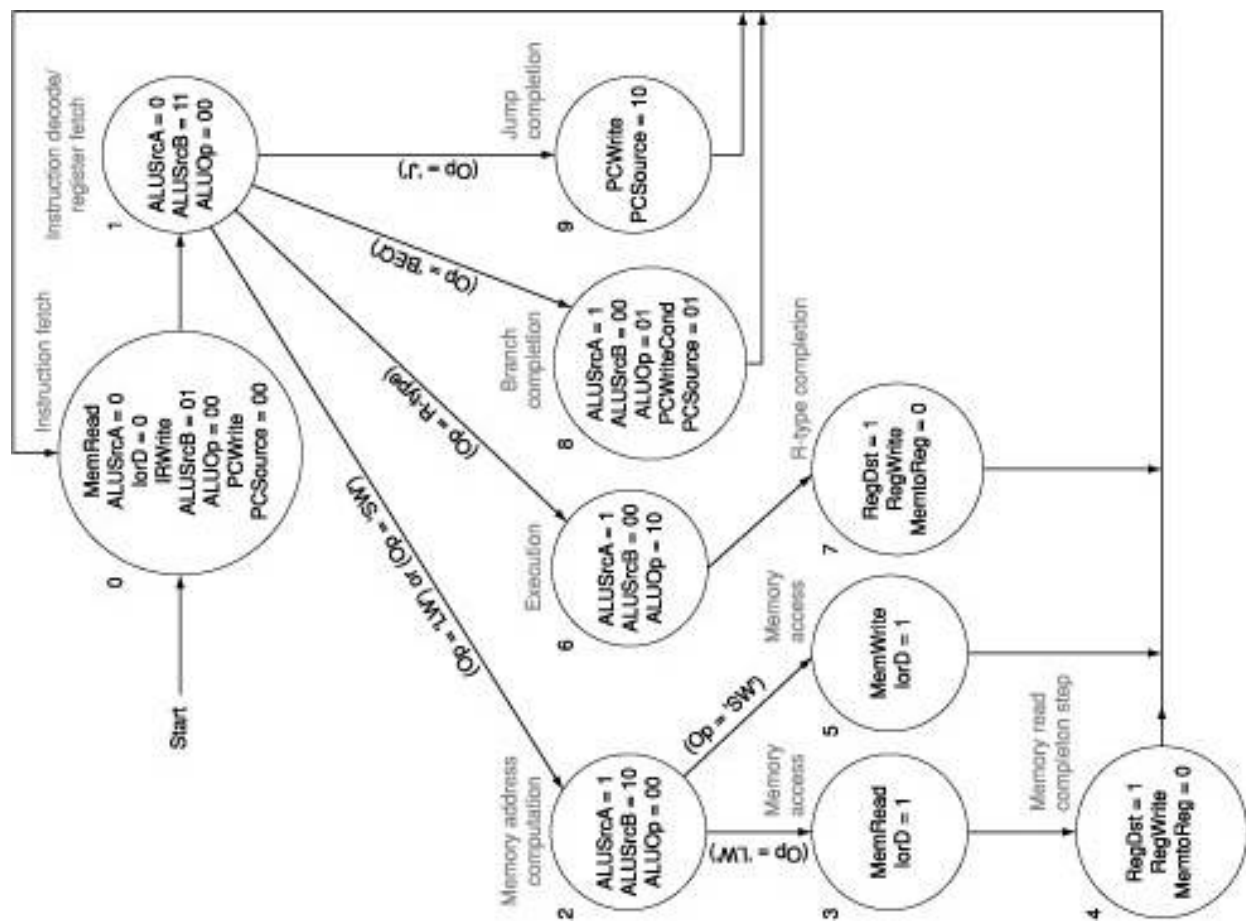 Start
Instruction fetch
0
MemRead
ALUSrcA = 0
IorD = 0
IRWrite
ALUSrcB = 01
ALUOp = 00
PCWrite
PCSource = 00
Instruction decode/
register fetch
1
ALUSrcA = 0
ALUSrcB = 11
ALUOp = 00
(Op = 'LW') or (Op = 'SW')
(Op = R-type)
(Op = 'BEQ')
(Op = 'J')
Memory address
computation
2
ALUSrcA = 1
ALUSrcB = 10
ALUOp = 00
Execution
6
ALUSrcA = 1
ALUSrcB = 00
ALUOp = 10
Branch
completion
8
ALUSrcA = 1
ALUSrcB = 00
ALUOp = 01
PCWriteCond
PCSource = 01
Jump
completion
9
PCWrite
PCSource = 10
(Op = 'LW')
(Op = 'SW')
Memory
access
3
MemRead
IorD = 1
Memory
access
5
MemWrite
IorD = 1
R-type completion
7
RegDst = 1
RegWrite
MemtoReg = 0
Memory read
completon step
4
RegDst = 1
RegWrite
MemtoReg = 0